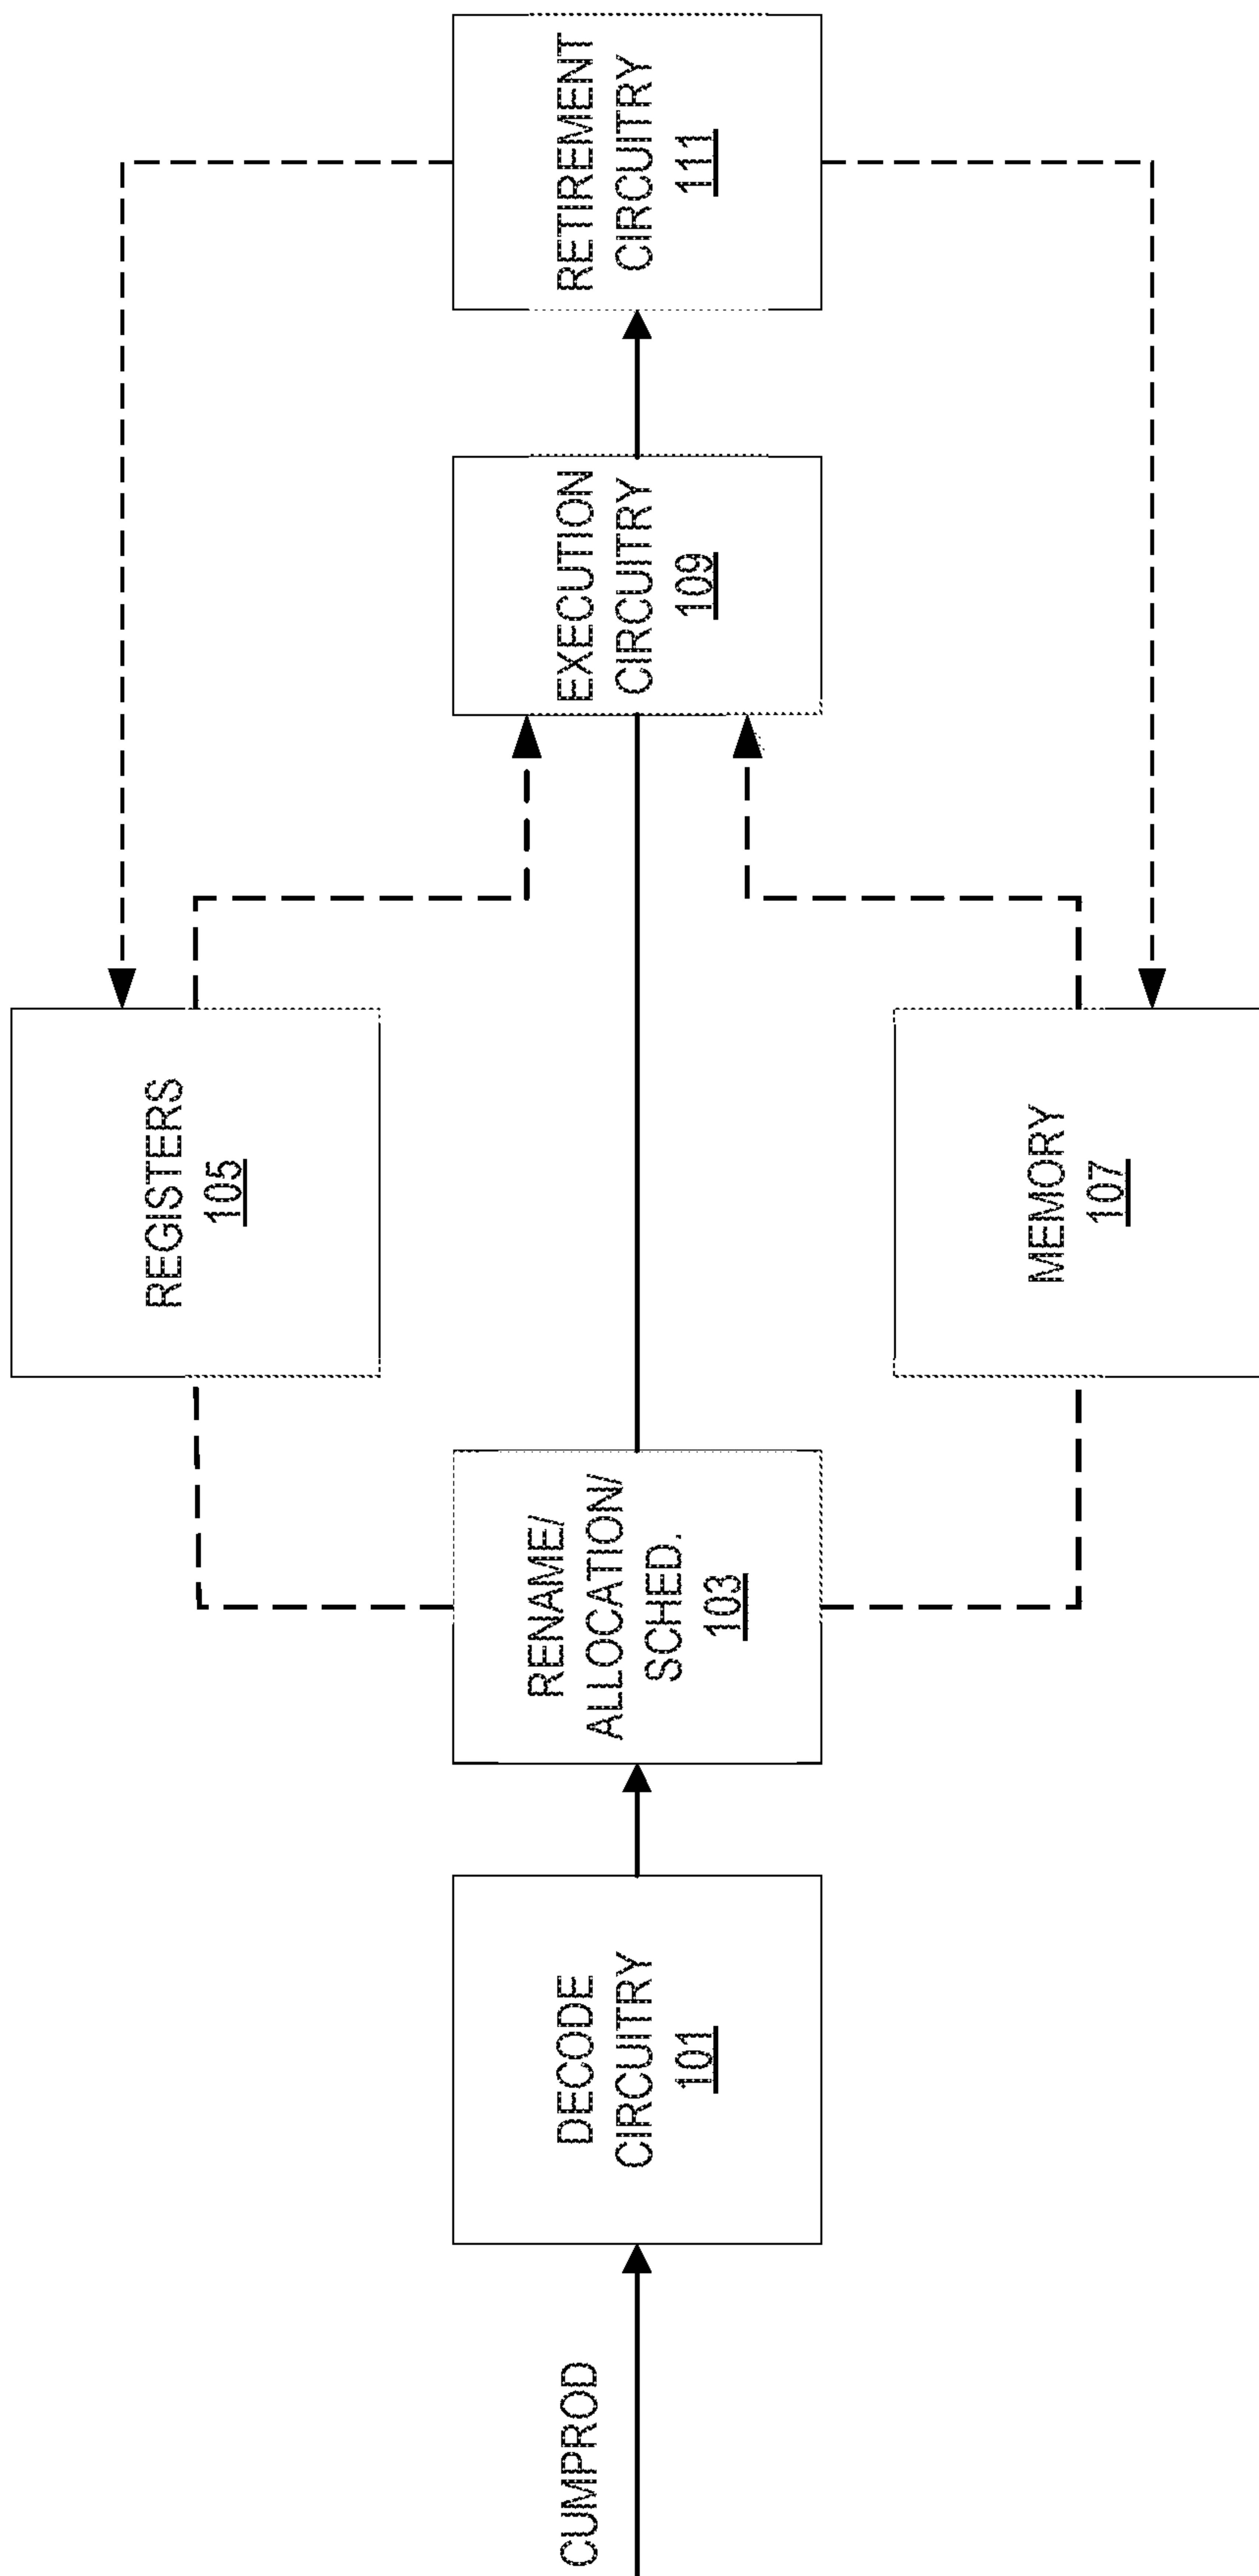 CUMPROD
DECODE
CIRCUITRY
101
RENAME/
ALLOCATION/
SCHED.
103
REGISTERS
105
MEMORY
107
EXECUTION
CIRCUITRY
109
RETIREMENT
CIRCUITRY
111